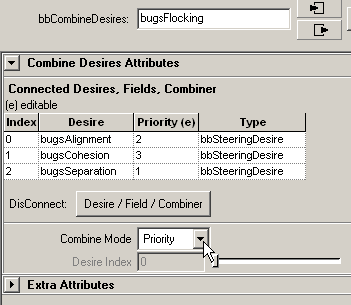 bbCombineDesires: bugsFlocking
Combine Desires Attributes
Connected Desires, Fields, Combiner
(e) editable
Index Desire Priority (e) Type
0 bugsAlignment 2 bbSteeringDesire
1 bugsCohesion 3 bbSteeringDesire
2 bugsSeparation 1 bbSteeringDesire
DisConnect: Desire / Field / Combiner
Combine Mode Priority
Desire Index 0
Extra Attributes